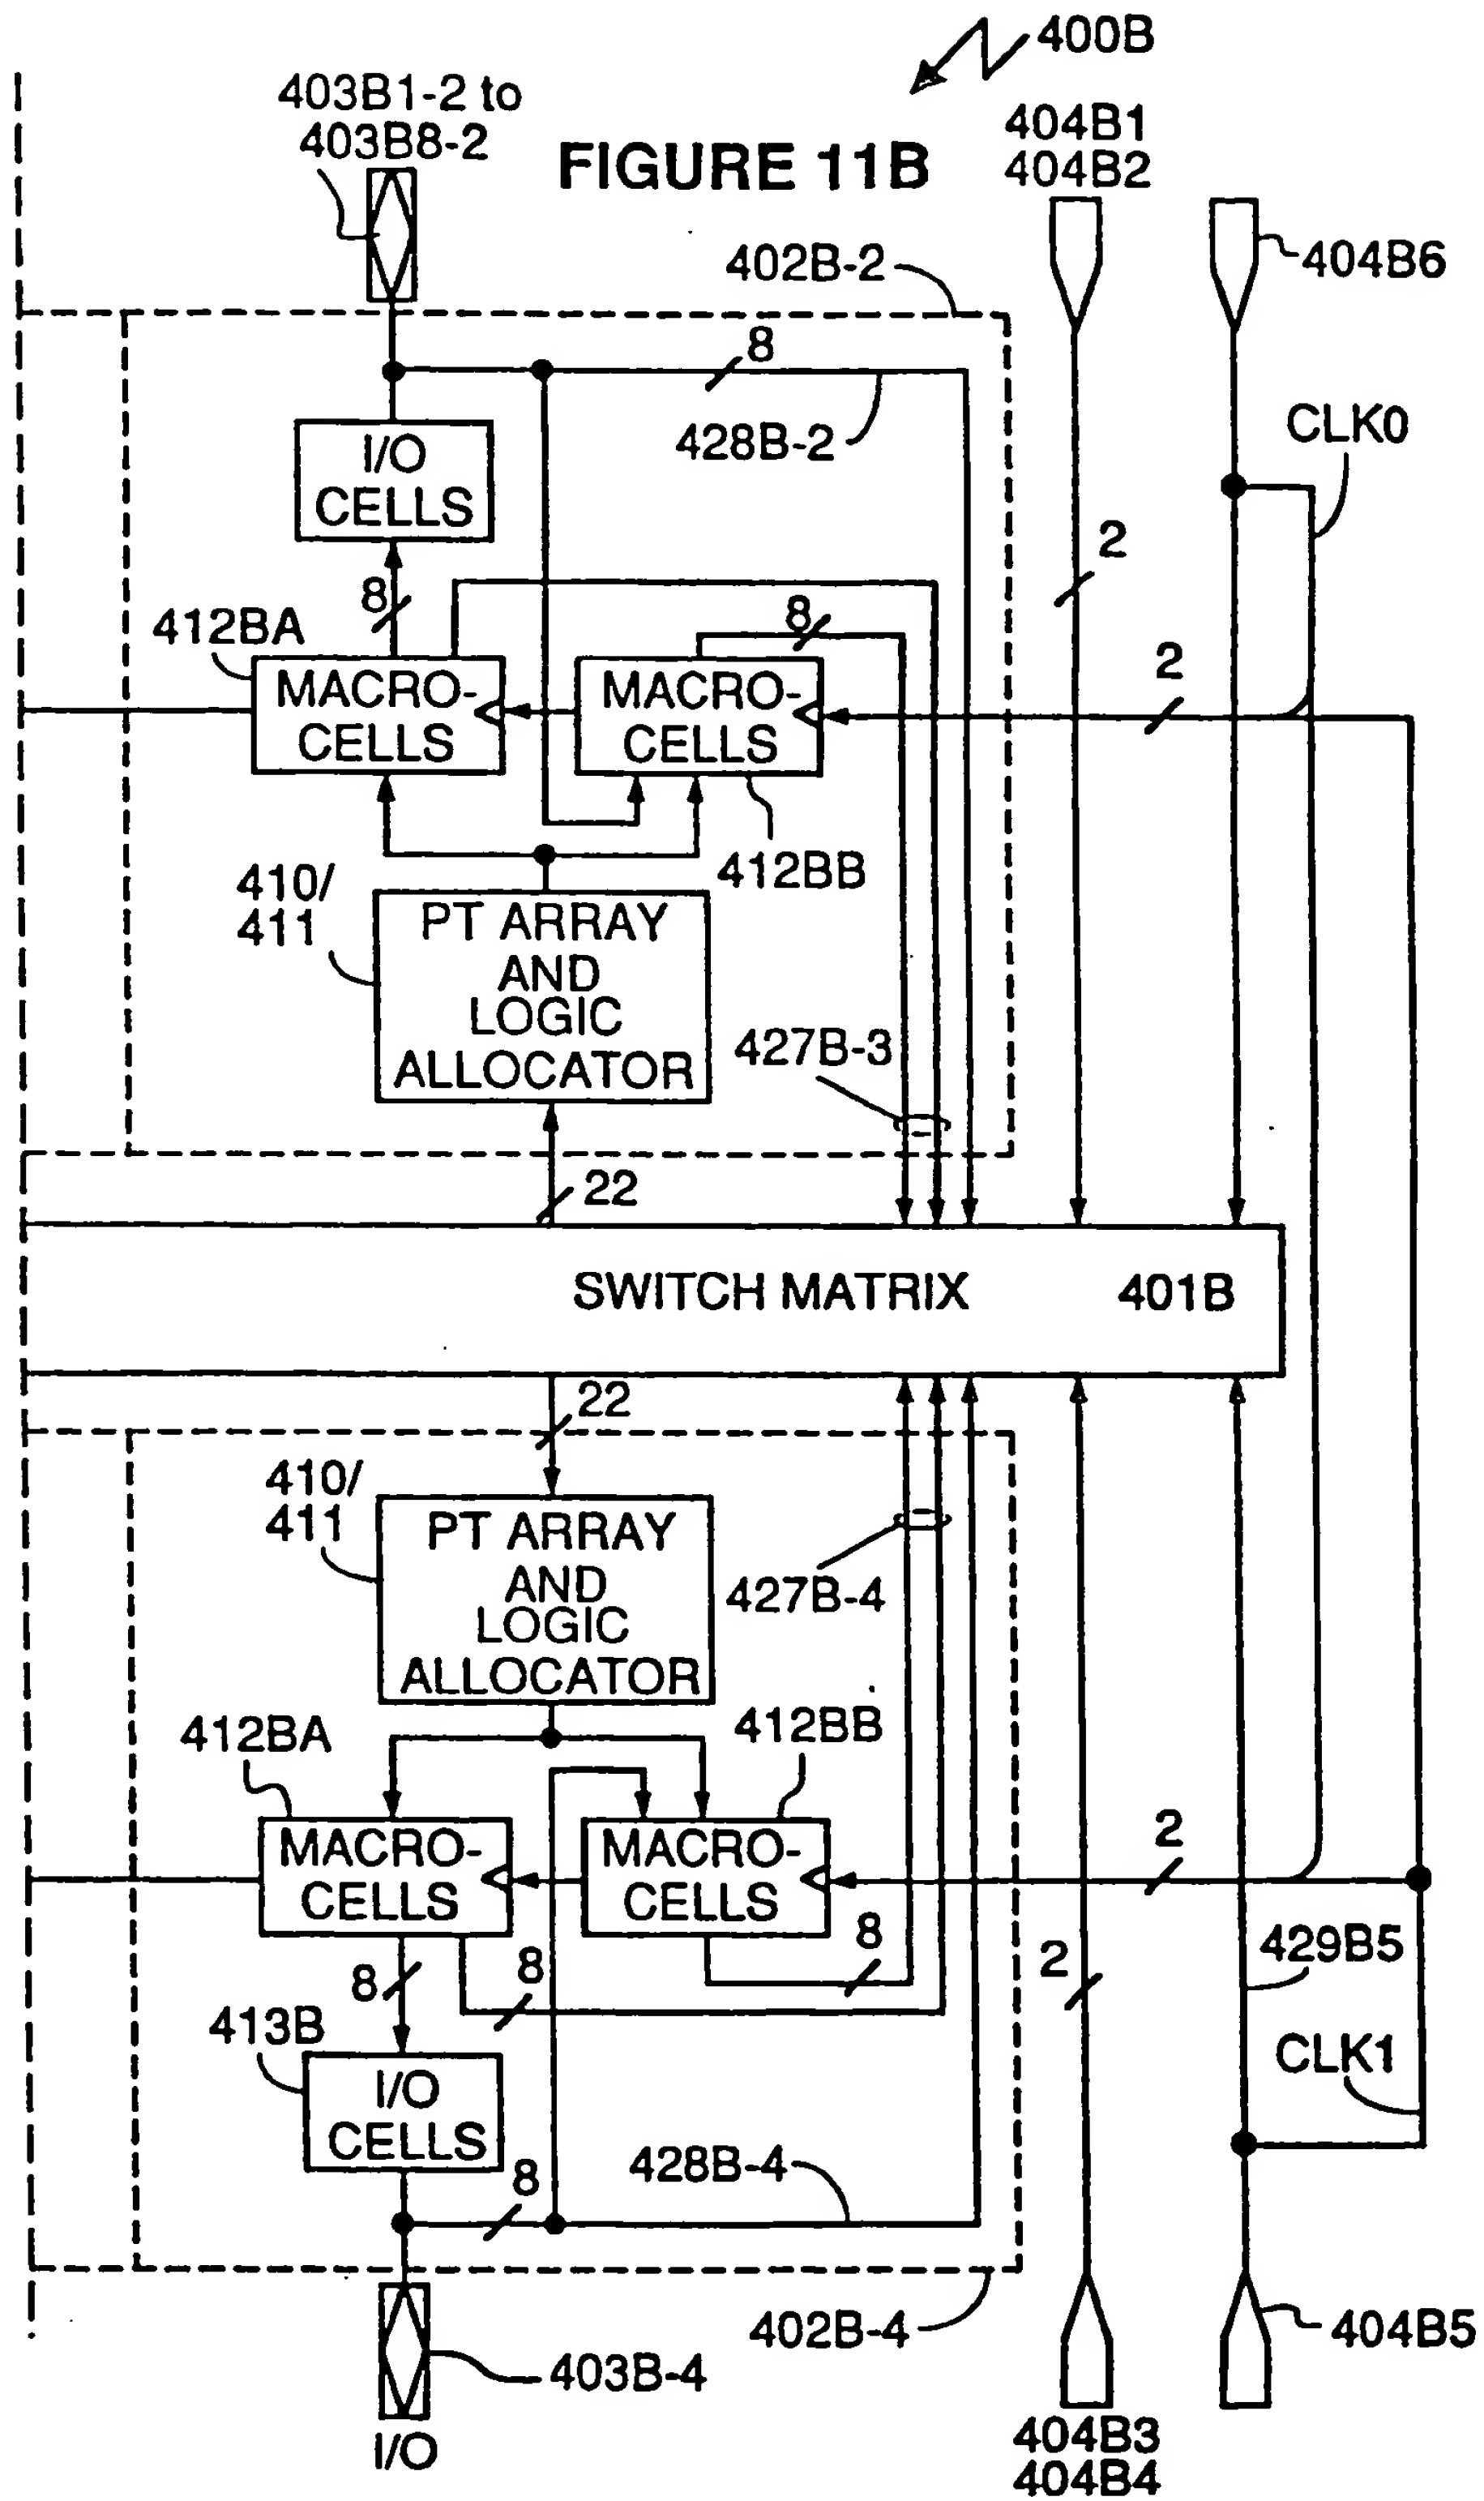 400B
403B1-2 to
403B8-2
FIGURE 11B
404B1
404B2
402B-2
404B6
8
428B-2
CLK0
I/O
CELLS
2
8
8
412BA
2
MACRO-
CELLS
MACRO-
CELLS
412BB
410/
411
PT ARRAY
AND
LOGIC
ALLOCATOR
427B-3
22
SWITCH MATRIX
401B
22
410/
411
PT ARRAY
AND
LOGIC
ALLOCATOR
427B-4
412BA
412BB
2
MACRO-
CELLS
MACRO-
CELLS
8
8
8
2
429B5
413B
I/O
CELLS
CLK1
8
428B-4
402B-4
404B5
403B-4
I/O
404B3
404B4